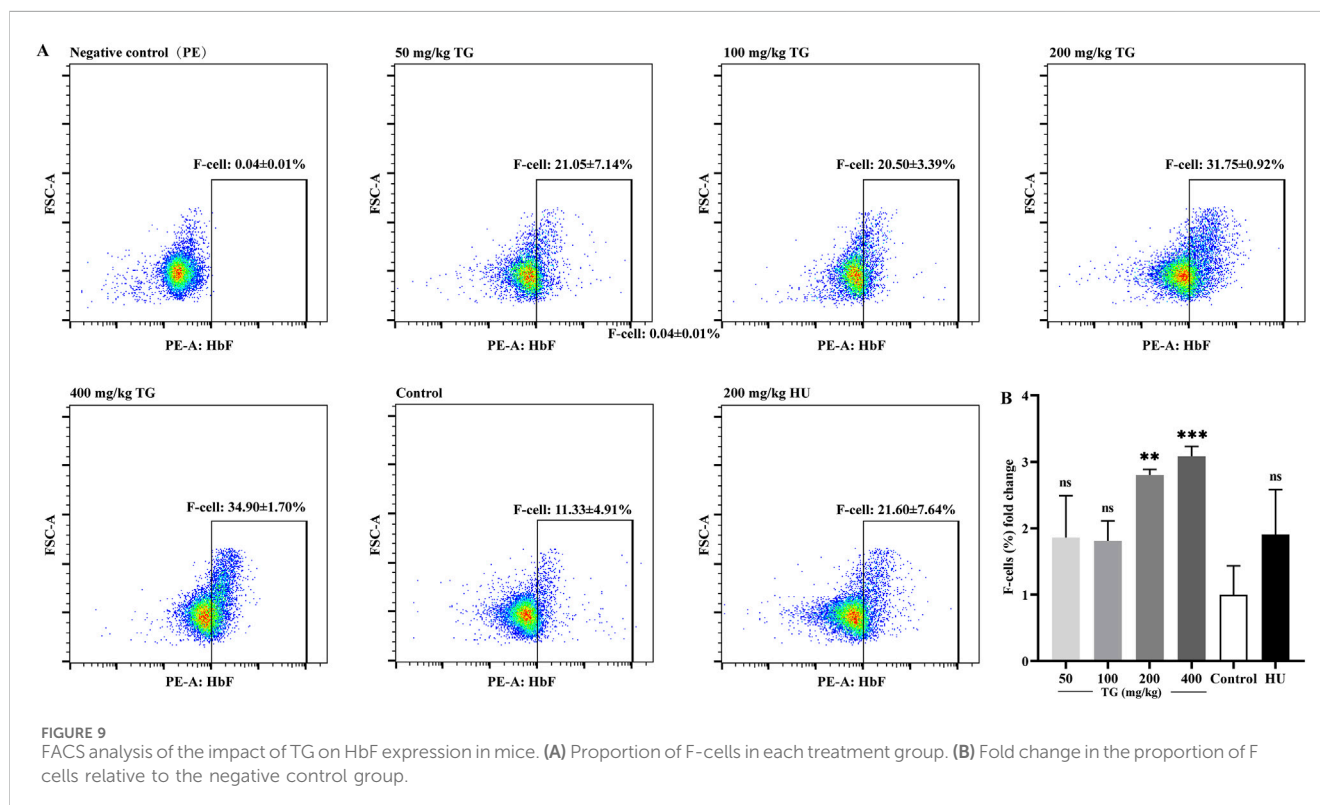 A
Negative control（PE）
F-cell: 0.04±0.01%
FSC-A
PE-A: HbF
50 mg/kg TG
F-cell: 21.05±7.14%
FSC-A
PE-A: HbF
F-cell: 0.04±0.01%
100 mg/kg TG
F-cell: 20.50±3.39%
FSC-A
PE-A: HbF
200 mg/kg TG
F-cell: 31.75±0.92%
FSC-A
PE-A: HbF
400 mg/kg TG
F-cell: 34.90±1.70%
FSC-A
PE-A: HbF
Control
F-cell: 11.33±4.91%
FSC-A
PE-A: HbF
200 mg/kg HU
F-cell: 21.60±7.64%
FSC-A
PE-A: HbF
B
F-cells (%) fold change
4
3
2
1
0
ns
ns
**
***
ns
50 100 200 400 Control HU
TG (mg/kg)
FIGURE 9
FACS analysis of the impact of TG on HbF expression in mice. (A) Proportion of F-cells in each treatment group. (B) Fold change in the proportion of F
cells relative to the negative control group.